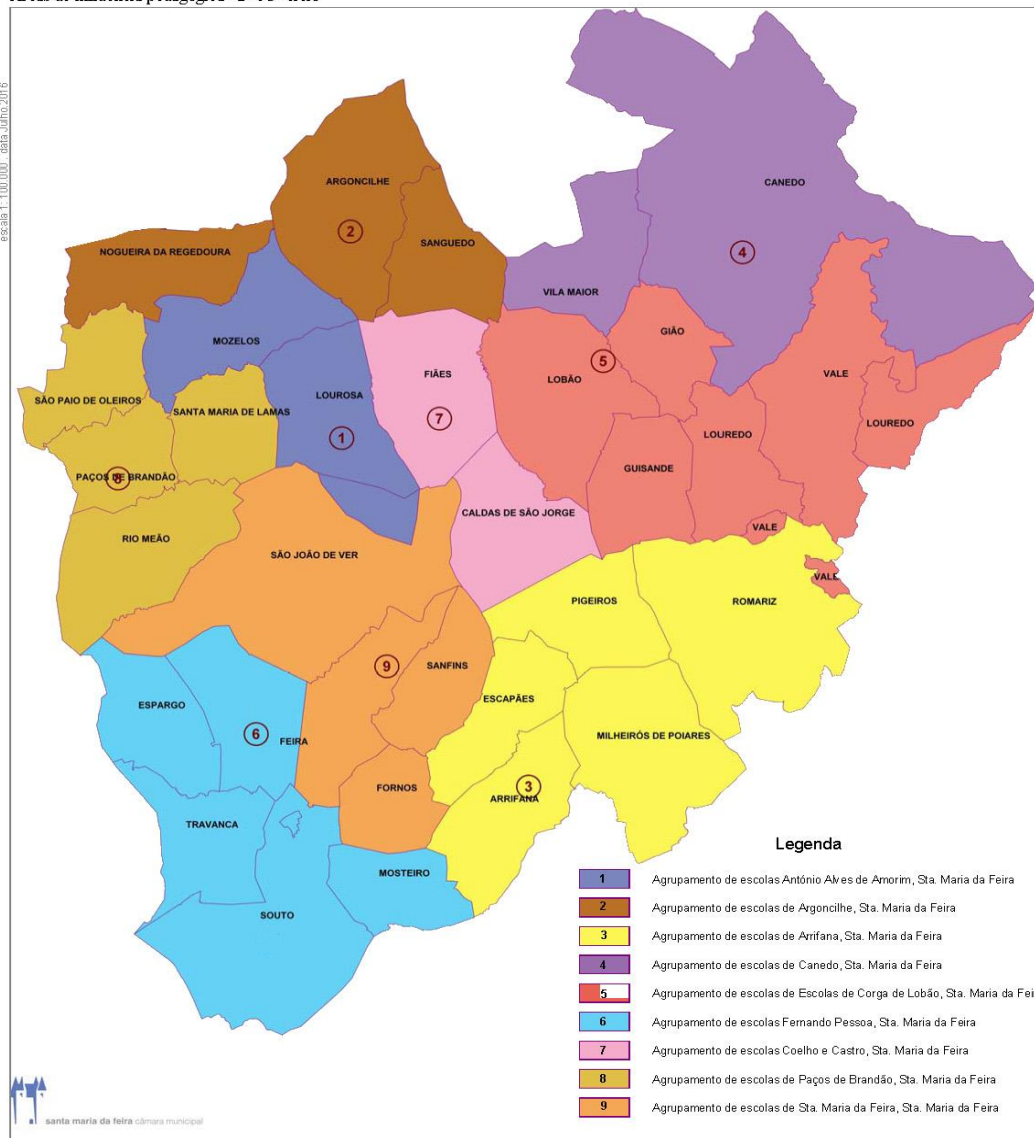 escala 1: 100.000 . data Julho.2016
CANEDO
ARGONCILHE
2
SANGUEDO
NOGUEIRA DA REGEDOURA
4
VILA MAIOR
GIÃO
MOZELOS
5
LOBÃO
FIÃES
VALE
LOUROSA
SÃO PAIO DE OLEIROS
SANTA MARIA DE LAMAS
7
LOUREDO
LOUREDO
1
GUISANDE
PAÇOS DE BRANDÃO
8
CALDAS DE SÃO JORGE
VALE
RIO MEÃO
SÃO JOÃO DE VER
VALE
PIGEIROS
ROMARIZ
9
SANFINS
ESCAPÃES
ESPARGO
6
FEIRA
MILHEIRÓS DE POIARES
FORNOS
3
ARRIFANA
TRAVANCA
MOSTEIRO
SOUTO
Legenda
1 Agrupamento de escolas António Alves de Amorim, Sta. Maria da Feira
2 Agrupamento de escolas de Argoncilhe, Sta. Maria da Feira
3 Agrupamento de escolas de Arrifana, Sta. Maria da Feira
4 Agrupamento de escolas de Canedo, Sta. Maria da Feira
5 Agrupamento de escolas de Escolas de Corga de Lobão, Sta. Maria da Fei
6 Agrupamento de escolas Fernando Pessoa, Sta. Maria da Feira
7 Agrupamento de escolas Coelho e Castro, Sta. Maria da Feira
8 Agrupamento de escolas de Paços de Brandão, Sta. Maria da Feira
9 Agrupamento de escolas de Sta. Maria da Feira, Sta. Maria da Feira
santa maria da feira câmara municipal